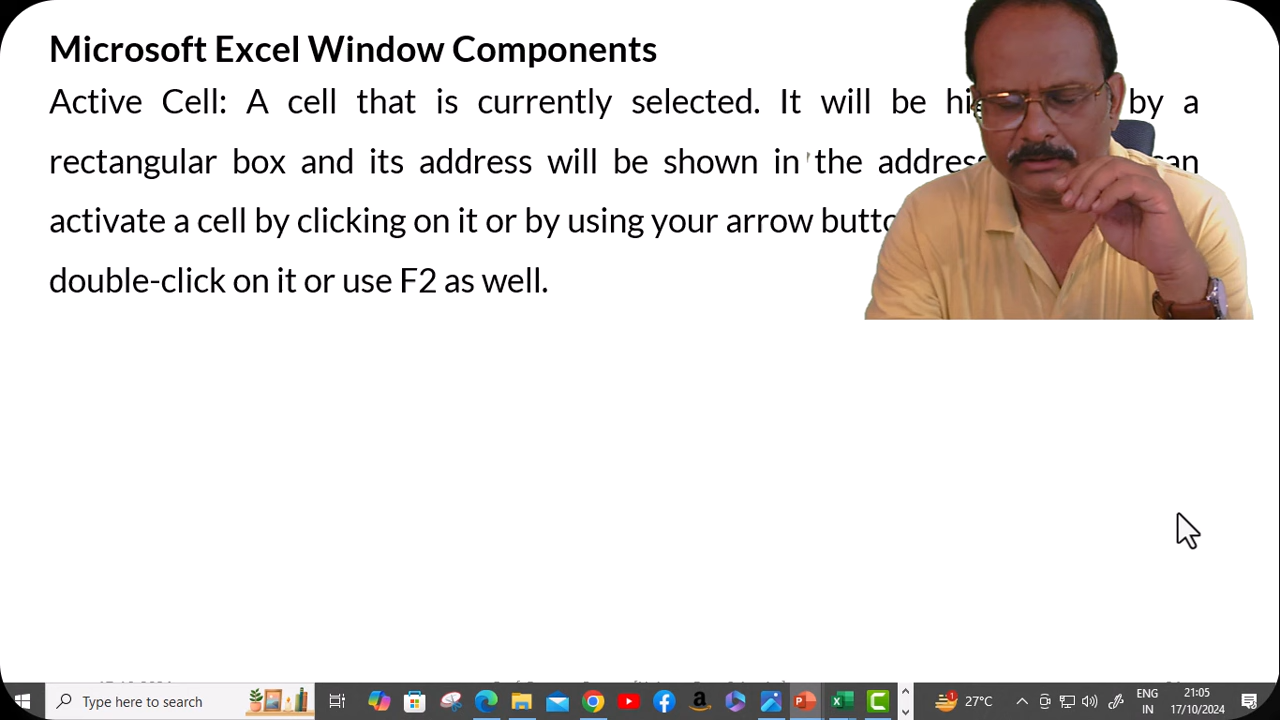 Microsoft Excel Window Components
Active Cell: A cell that is currently selected. It will be by a
rectangular box and its address will be shown in the address can
activate a cell by clicking on it or by using your arrow
double-click on it or use F2 as well.
Type here to search
27°C
ENG
IN
21:05
17/10/2024